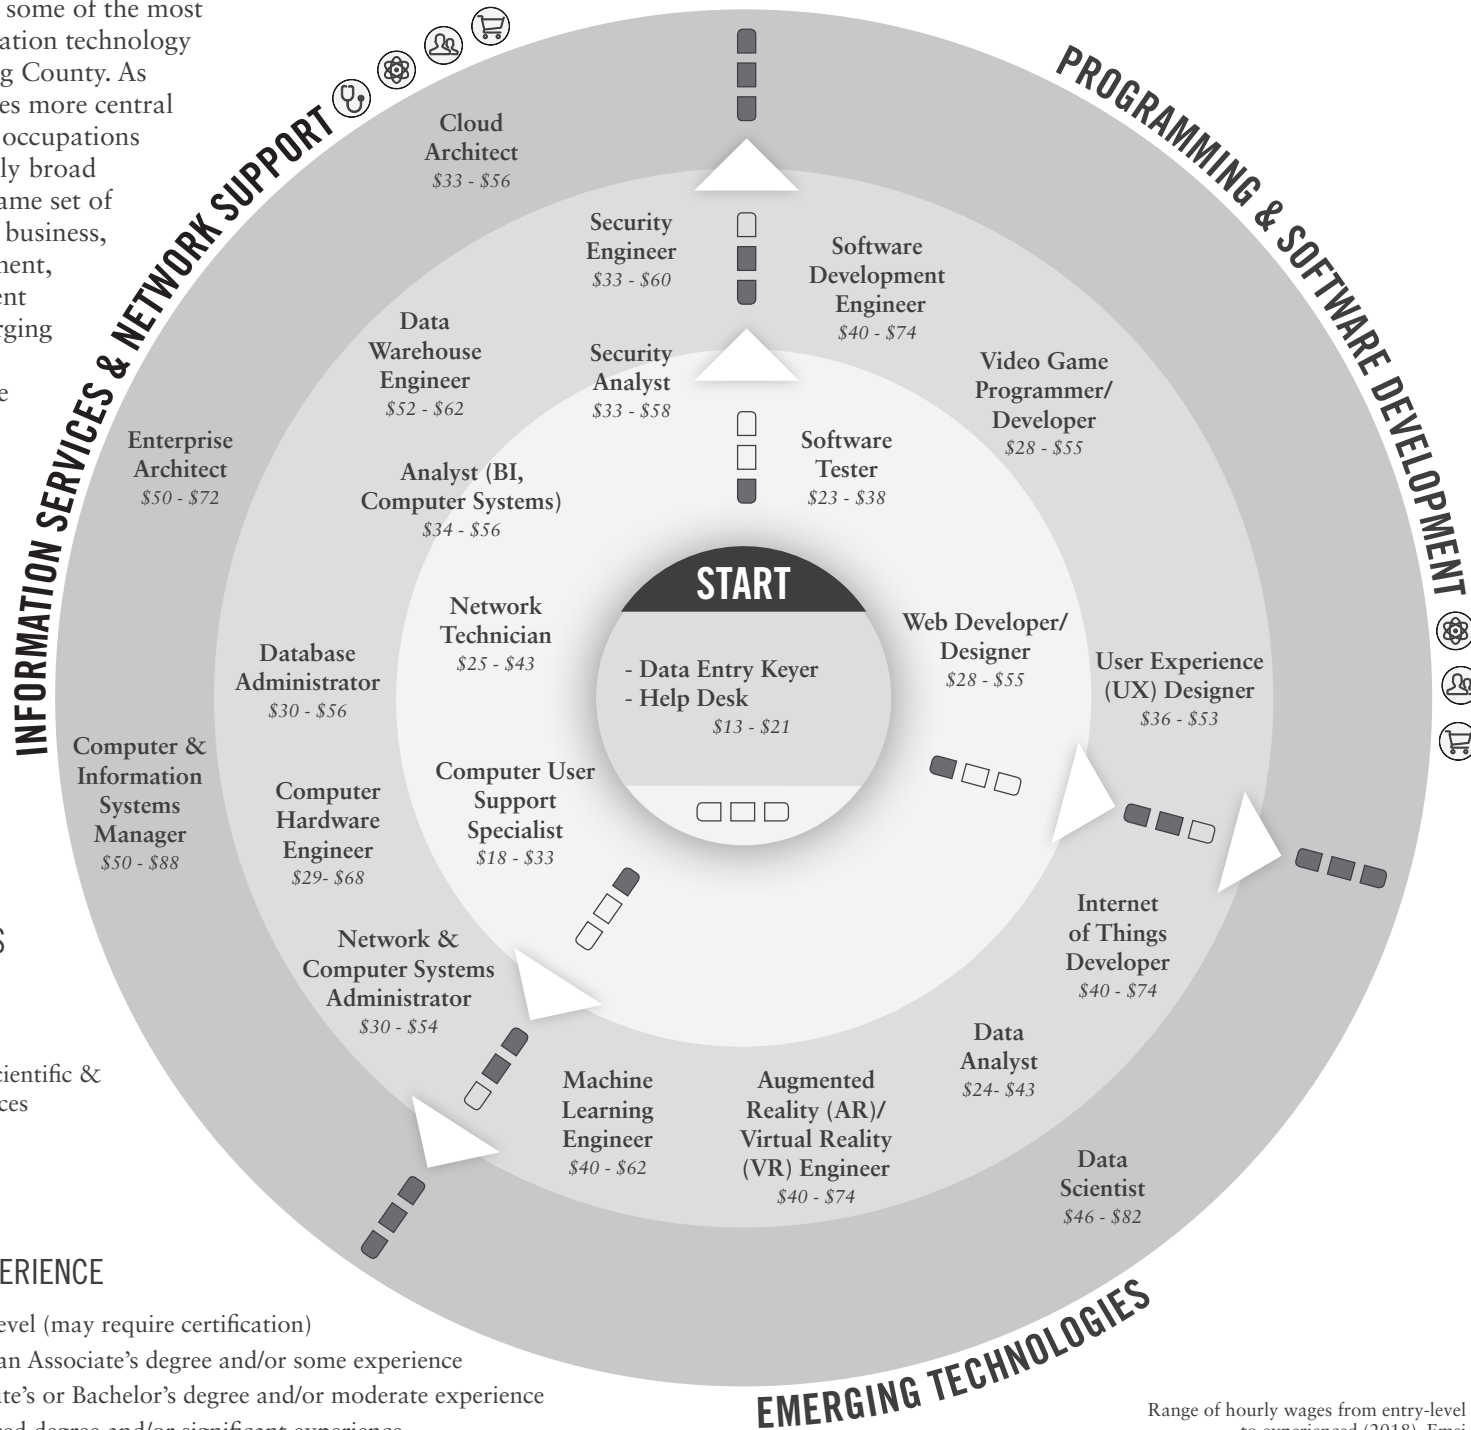 some of the most
ation technology
g County. As
es more central
occupations
ly broad
ame set of
business,
nent,
ent
rging
e
S
cientific &
ces
ERIENCE
evel (may require certification)
an Associate's degree and/or some experience
te's or Bachelor's degree and/or moderate experience
degree and/or significant experience
INFORMATION SERVICES & NETWORK SUPPORT
PROGRAMMING & SOFTWARE DEVELOPMENT
EMERGING TECHNOLOGIES
Cloud
Architect
$33 - $56
Security
Engineer
$33 - $60
Software
Development
Engineer
$40 - $74
Data
Warehouse
Engineer
$52 - $62
Security
Analyst
$33 - $58
Video Game
Programmer/
Developer
$28 - $55
Enterprise
Architect
$50 - $72
Analyst (BI,
Computer Systems)
$34 - $56
Software
Tester
$23 - $38
START
- Data Entry Keyer
- Help Desk
$13 - $21
Network
Technician
$25 - $43
Web Developer/
Designer
$28 - $55
User Experience
(UX) Designer
$36 - $53
Database
Administrator
$30 - $56
Computer &
Information
Systems
Manager
$50 - $88
Computer
Hardware
Engineer
$29- $68
Computer User
Support
Specialist
$18 - $33
Network &
Computer Systems
Administrator
$30 - $54
Internet
of Things
Developer
$40 - $74
Data
Analyst
$24- $43
Machine
Learning
Engineer
$40 - $62
Augmented
Reality (AR)/
Virtual Reality
(VR) Engineer
$40 - $74
Data
Scientist
$46 - $82
Range of hourly wages from entry-level
to experienced (2018). Emsi